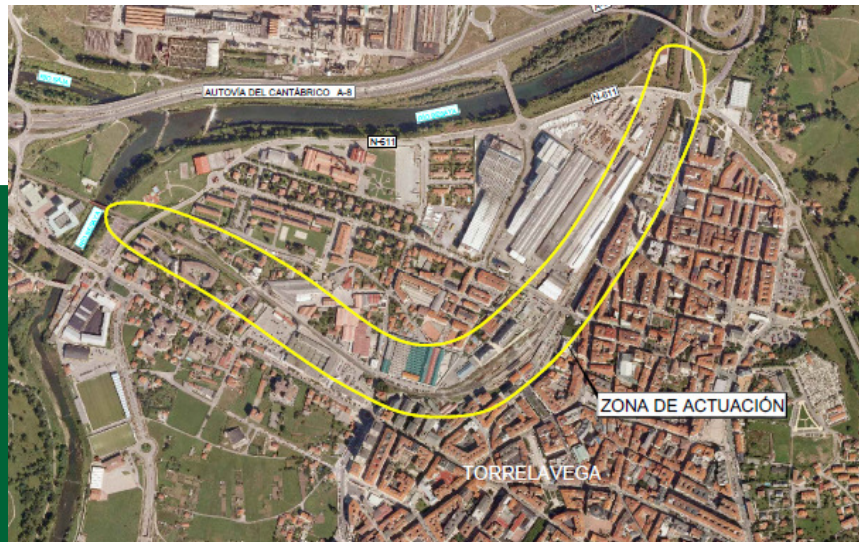 AUTOVÍA DEL CANTÁBRICO A-8
N-611
N-611
ZONA DE ACTUACIÓN
TORRELAVEGA